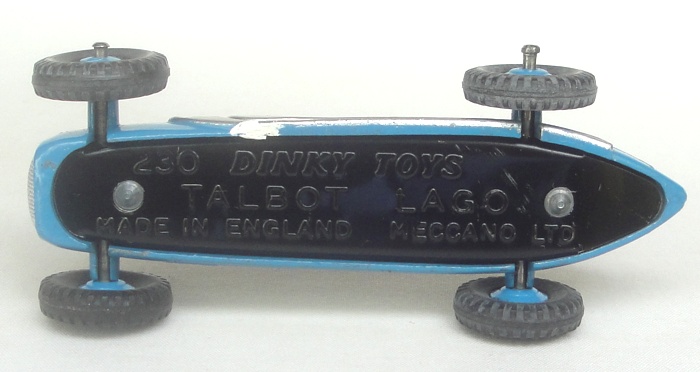 230 DINKY TOYS
TALBOT LAGO
MADE IN ENGLAND MECCANO LTD